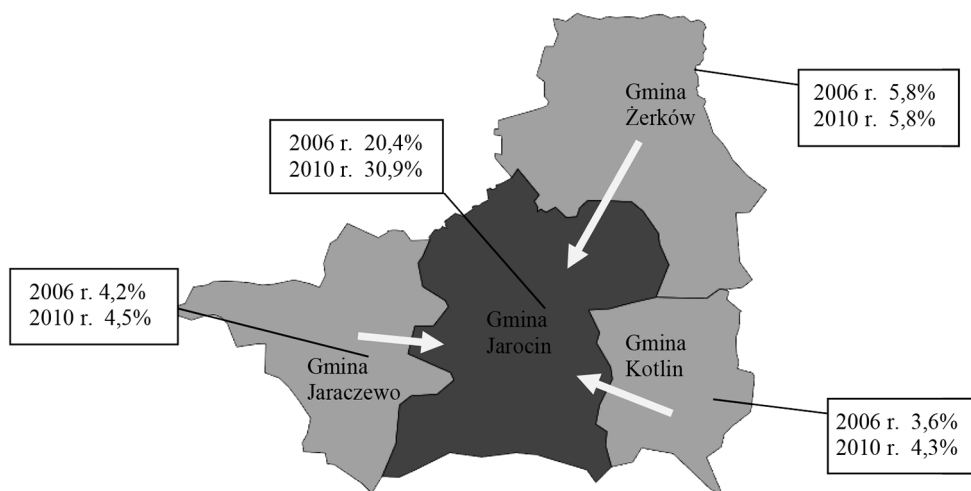 Gmina
Żerków
2006 r. 5,8%
2010 r. 5,8%
2006 r. 20,4%
2010 r. 30,9%
2006 r. 4,2%
2010 r. 4,5%
Gmina
Jarocin
Gmina
Kotlin
Gmina
Jaraczewo
2006 r. 3,6%
2010 r. 4,3%